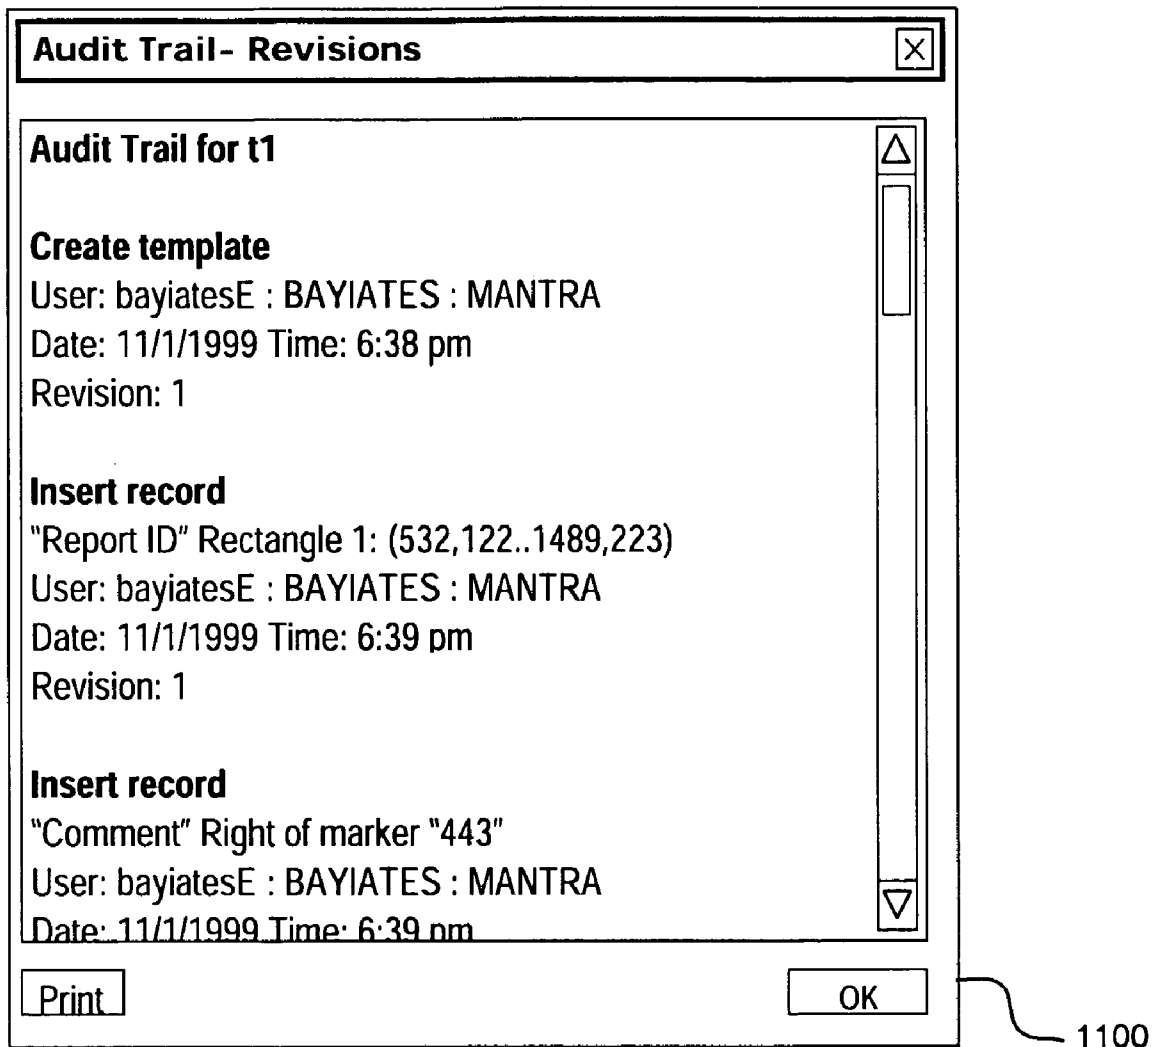 Audit Trail- Revisions
Audit Trail for t1
Create template
User: bayiatesE : BAYIATES : MANTRA
Date: 11/1/1999 Time: 6:38 pm
Revision: 1
Insert record
"Report ID" Rectangle 1: (532,122..1489,223)
User: bayiatesE : BAYIATES : MANTRA
Date: 11/1/1999 Time: 6:39 pm
Revision: 1
Insert record
"Comment" Right of marker "443"
User: bayiatesE : BAYIATES : MANTRA
Date: 11/1/1999 Time: 6:39 pm
Print
OK
1100